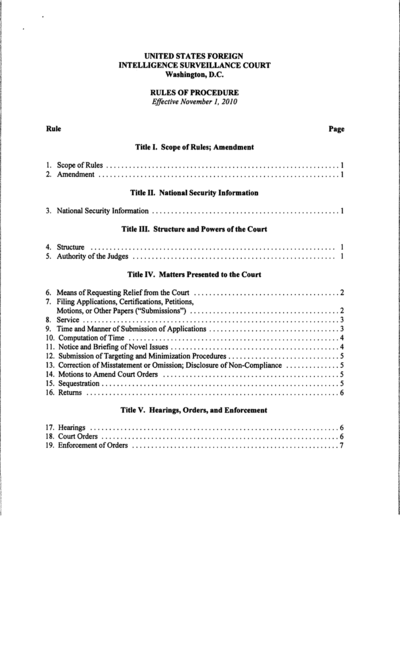 UNITED STATES FOREIGN
INTELLIGENCE SURVEILLANCE COURT
Washington, D.C.
RULES OF PROCEDURE
Effective November 1, 2010
Rule Page
Title I. Scope of Rules; Amendment
1. Scope of Rules . . . . . . . . . . . . . . . . . . . . . . . . . . . . . . 1
2. Amendment . . . . . . . . . . . . . . . . . . . . . . . . . . . . . . 1
Title II. National Security Information
3. National Security Information . . . . . . . . . . . . . . . . . . . . . . . . . 1
Title III. Structure and Powers of the Court
4. Structure . . . . . . . . . . . . . . . . . . . . . . . . . . . . . . 1
5. Authority of the Judges . . . . . . . . . . . . . . . . . . . . . . . . . . 1
Title IV. Matters Presented to the Court
6. Means of Requesting Relief from the Court . . . . . . . . . . . . . . . . . . . . 2
7. Filing Applications, Certifications, Petitions,
Motions, or Other Papers ("Submissions") . . . . . . . . . . . . . . . . . . . . 2
8. Service . . . . . . . . . . . . . . . . . . . . . . . . . . . . . . 3
9. Time and Manner of Submission of Applications . . . . . . . . . . . . . . . . . . 3
10. Computation of Time . . . . . . . . . . . . . . . . . . . . . . . . . . . 4
11. Notice and Briefing of Novel Issues . . . . . . . . . . . . . . . . . . . . . . 4
12. Submission of Targeting and Minimization Procedures . . . . . . . . . . . . . . . 5
13. Correction of Misstatement or Omission; Disclosure of Non-Compliance . . . . . . . . 5
14. Motions to Amend Court Orders . . . . . . . . . . . . . . . . . . . . . . . 5
15. Sequestration . . . . . . . . . . . . . . . . . . . . . . . . . . . . . . 5
16. Returns . . . . . . . . . . . . . . . . . . . . . . . . . . . . . . 6
Title V. Hearings, Orders, and Enforcement
17. Hearings . . . . . . . . . . . . . . . . . . . . . . . . . . . . . . 6
18. Court Orders . . . . . . . . . . . . . . . . . . . . . . . . . . . . . . 6
19. Enforcement of Orders . . . . . . . . . . . . . . . . . . . . . . . . . . 7